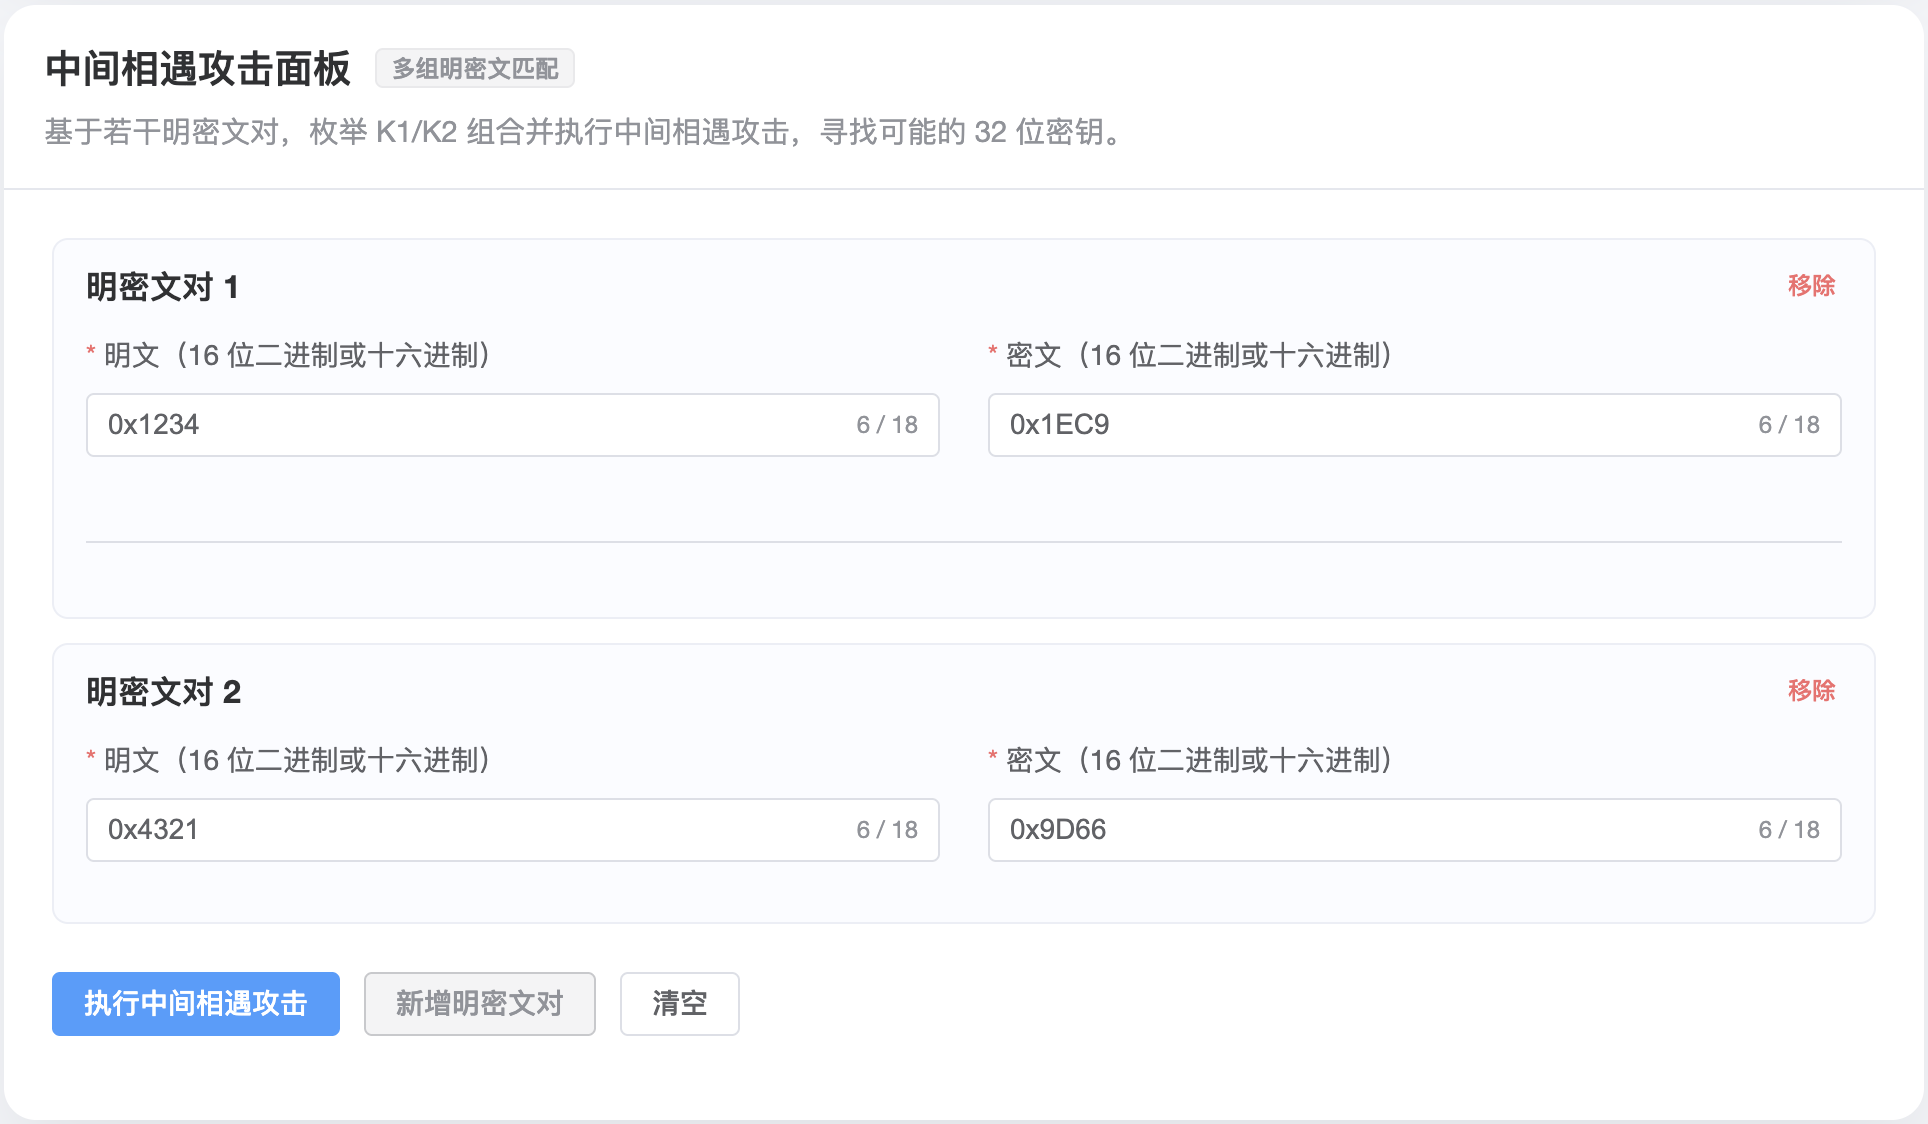 中间相遇攻击面板 多组明密文匹配
基于若干明密文对，枚举 K1/K2 组合并执行中间相遇攻击，寻找可能的 32 位密钥。
明密文对 1 移除
* 明文（16 位二进制或十六进制） * 密文（16 位二进制或十六进制）
0x1234 6 / 18 0x1EC9 6 / 18
明密文对 2 移除
* 明文（16 位二进制或十六进制） * 密文（16 位二进制或十六进制）
0x4321 6 / 18 0x9D66 6 / 18
执行中间相遇攻击 新增明密文对 清空